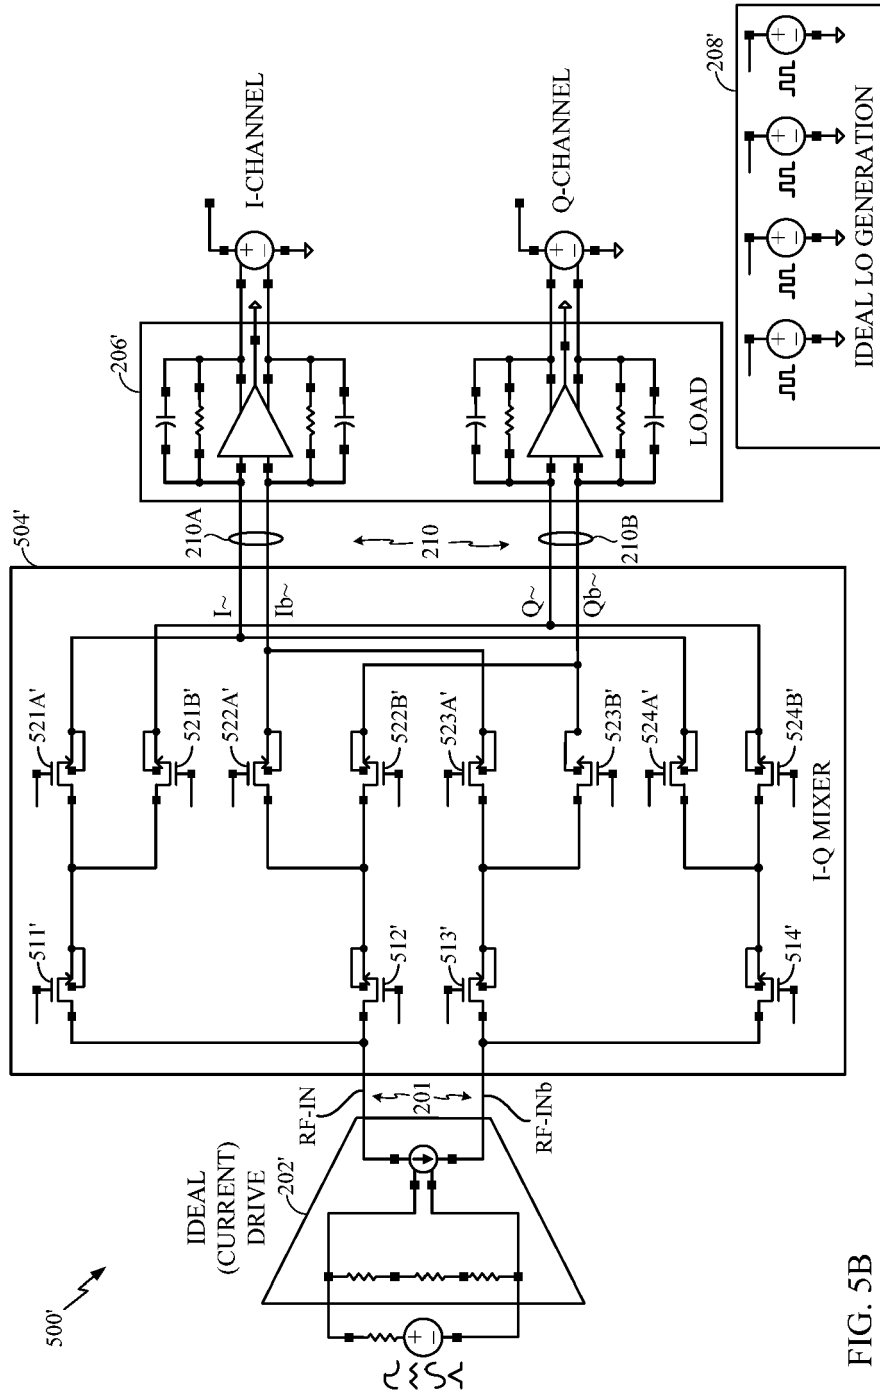 500'
IDEAL
(CURRENT)
DRIVE
202'
RF-IN
201
RF-INb
504'
511'
512'
513'
514'
521A'
521B'
522A'
522B'
523A'
523B'
524A'
524B'
I-Q MIXER
I~
Ib~
Q~
Qb~
210A
210
210B
206'
LOAD
I-CHANNEL
Q-CHANNEL
208'
IDEAL LO GENERATION
FIG. 5B